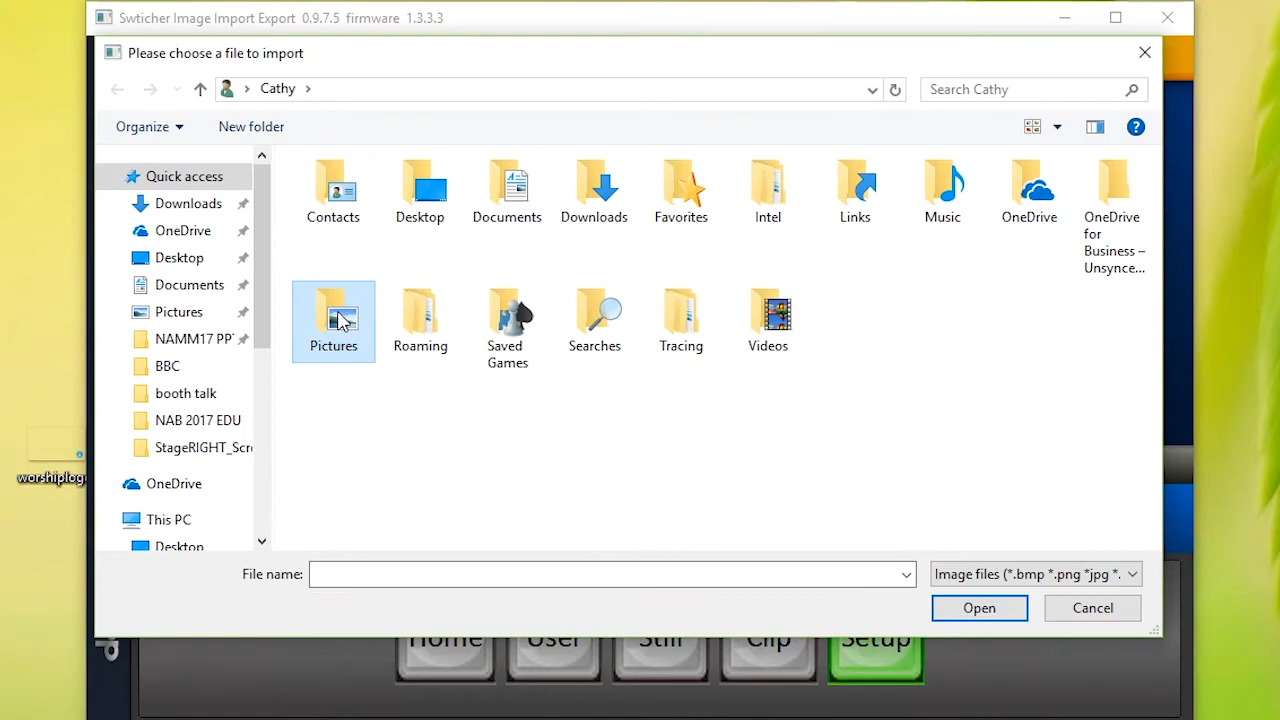 Swticher Image Import Export 0.9.7.5 firmware 1.3.3.3
Please choose a file to import
Cathy
Search Cathy
Organize
New folder
Quick access
Downloads
OneDrive
Desktop
Documents
Pictures
NAMM17 PP
BBC
booth talk
NAB 2017 EDU
StageRIGHT_Scr
OneDrive
This PC
Desktop
Contacts
Desktop
Documents
Downloads
Favorites
Intel
Links
Music
OneDrive
OneDrive
for
Business –
Unsynce...
Pictures
Roaming
Saved
Games
Searches
Tracing
Videos
worshiplog
File name:
Image files (*.bmp *.png *jpg *.
Open
Cancel
Home
User
Still
Clip
Setup